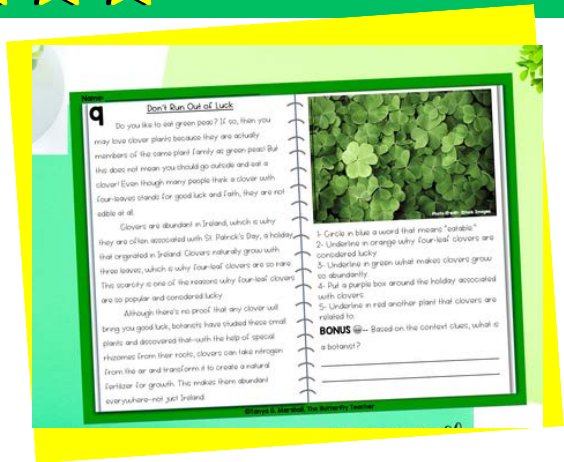 Name:
9
Don't Run Out of Luck
Do you like to eat green peas? If so, then you
may love clover plants because they are actually
members of the same plant family as green peas! But
this does not mean you should go outside and eat a
clover! Even though many people think a clover with
four-leaves stands for good luck and faith, they are not
edible at all.
Clovers are abundant in Ireland, which is why
they are often associated with St. Patrick's Day, a holiday
that originated in Ireland. Clovers naturally grow with
three leaves, which is why four-leaf clovers are so rare.
This scarcity is one of the reasons why four-leaf clovers
are so popular and considered lucky.
Although there's no proof that any clover will
bring you good luck, botanists have studied these small
plants and discovered that-with the help of special
rhizomes from their roots, clovers can take nitrogen
from the air and transform it to create a natural
fertilizer for growth. This makes them abundant
everywhere-not just Ireland.
Photo Credit: Storyblocks Images
1- Circle in blue a word that means "eatable."
2- Underline in orange why four-leaf clovers are
considered lucky.
3- Underline in green what makes clovers grow
so abundantly.
4- Put a purple box around the holiday associated
with clovers.
5- Underline in red another plant that clovers are
related to.
BONUS - Based on the context clues, what is
a botanist?
©Tanya G. Marshall, The Butterfly Teacher